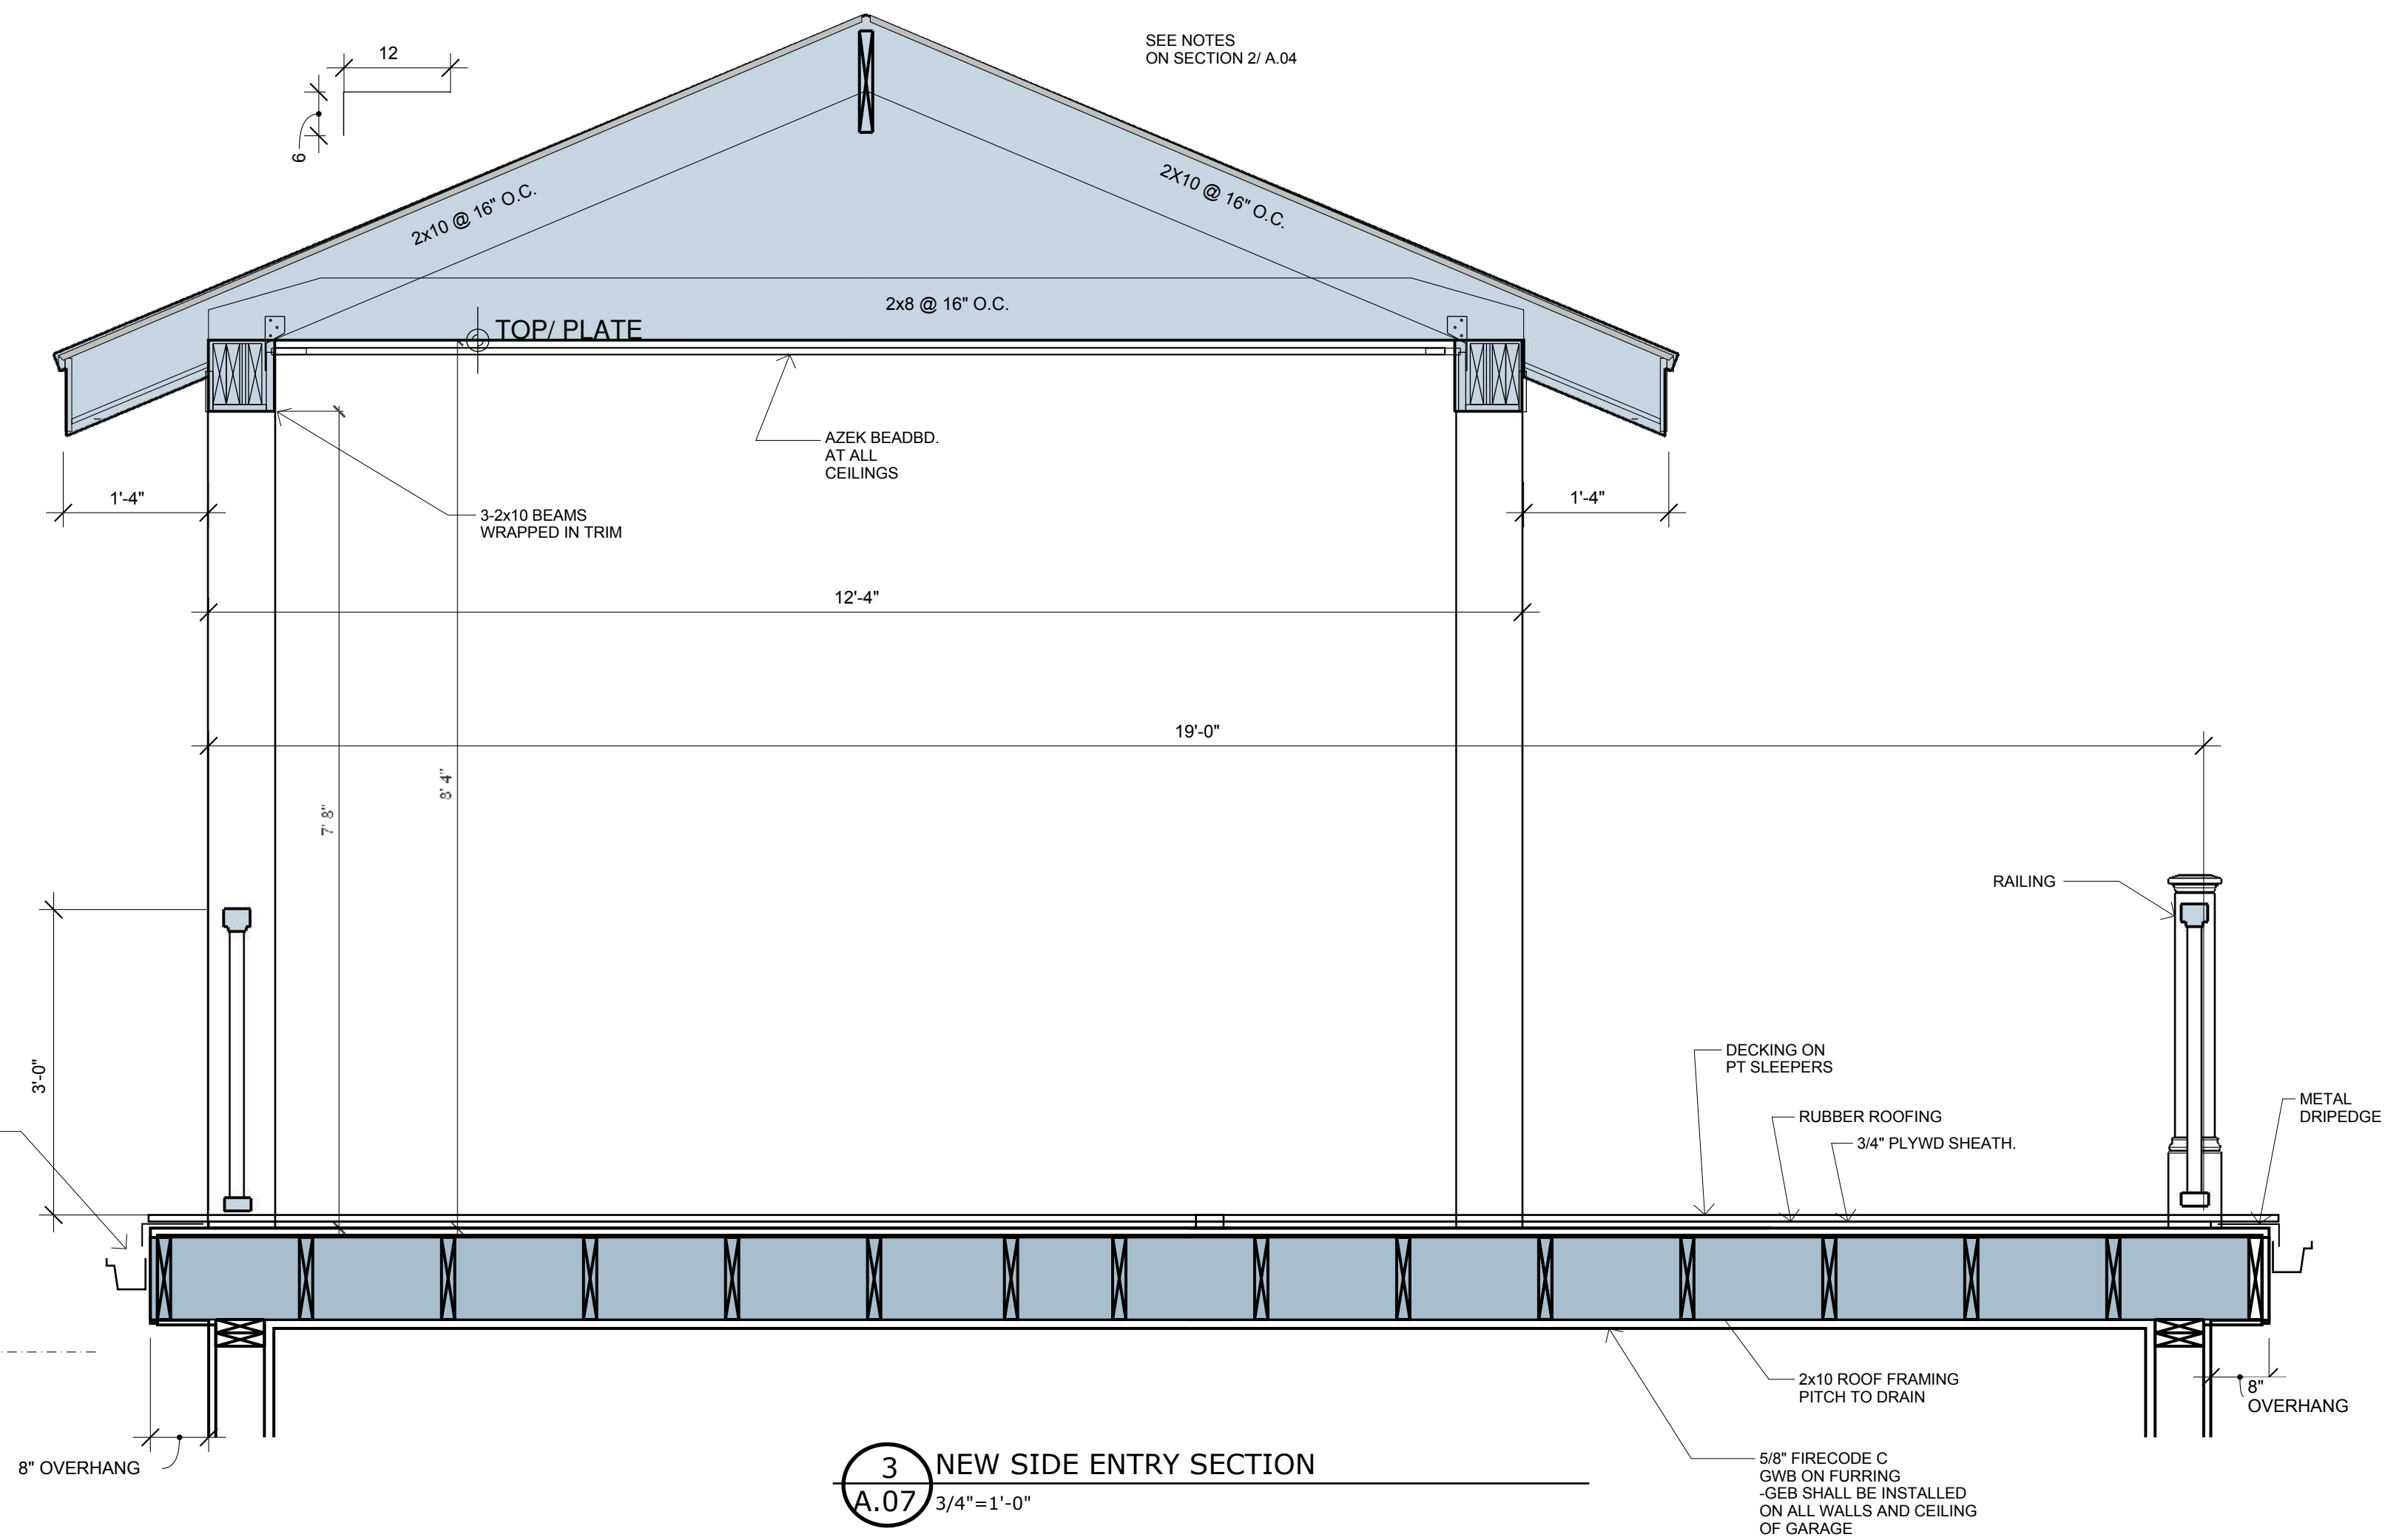 12
6
SEE NOTES
ON SECTION 2/ A.04
2x10 @ 16" O.C.
2X10 @ 16" O.C.
2x8 @ 16" O.C.
TOP/ PLATE
AZEK BEADBD.
AT ALL
CEILINGS
1'-4"
1'-4"
3-2x10 BEAMS
WRAPPED IN TRIM
12'-4"
19'-0"
8' 4"
7' 8"
RAILING
3'-0"
DECKING ON
PT SLEEPERS
RUBBER ROOFING
3/4" PLYWD SHEATH.
METAL
DRIPEDGE
2x10 ROOF FRAMING
PITCH TO DRAIN
8"
OVERHANG
8" OVERHANG
3
A.07
NEW SIDE ENTRY SECTION
3/4"=1'-0"
5/8" FIRECODE C
GWB ON FURRING
-GEB SHALL BE INSTALLED
ON ALL WALLS AND CEILING
OF GARAGE